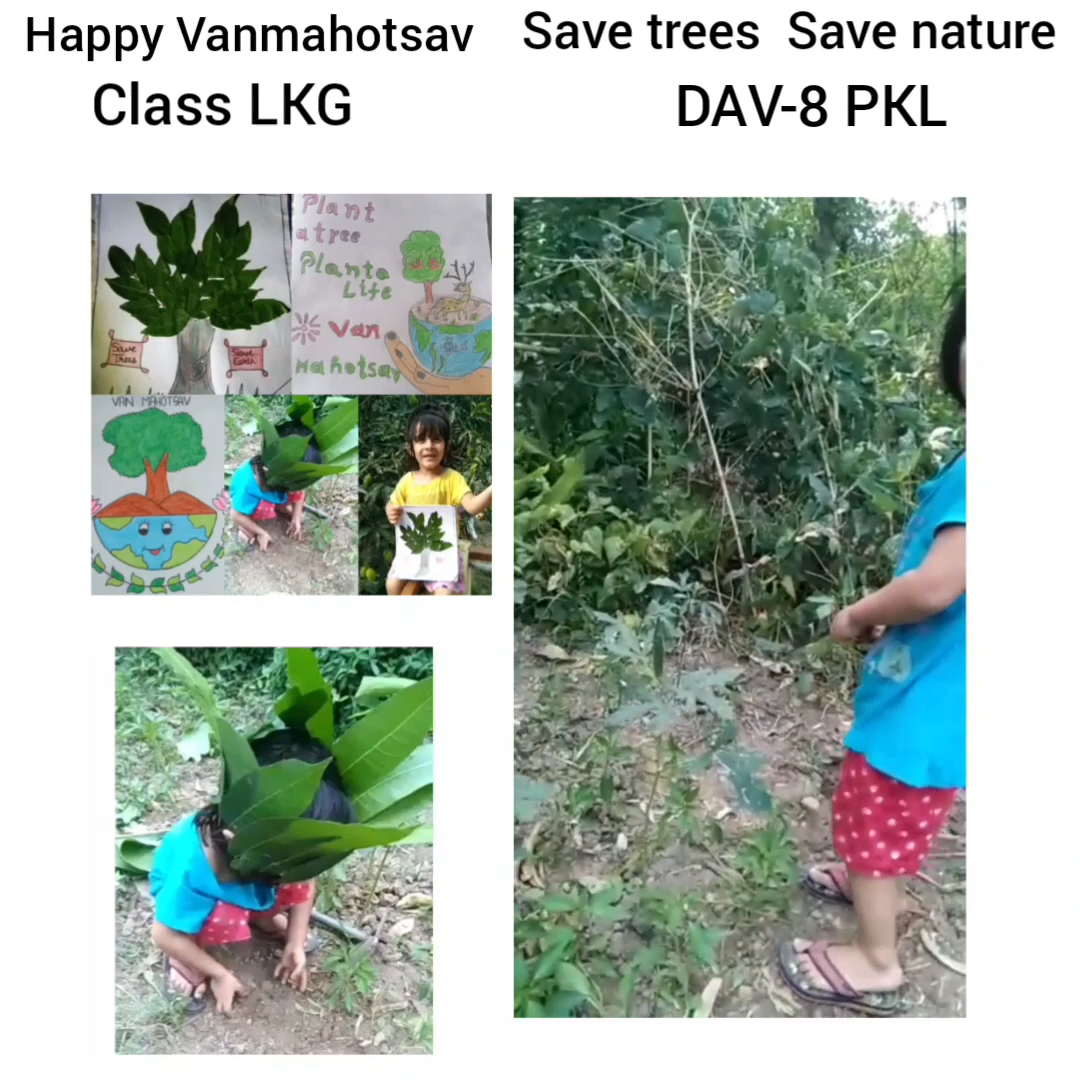 Happy Vanmahotsav
Class LKG
Save trees Save nature
DAV-8 PKL
Save
Trees
Save
Earth
Plant
a tree
Planta
Life
Van
Mahotsav
VAN MAHOTSAV